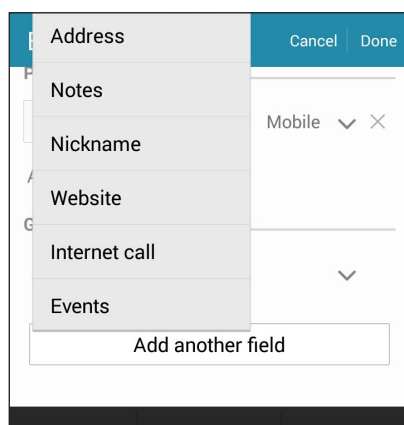 Address
Cancel
Done
Notes
Mobile
Nickname
Website
Internet call
Events
Add another field